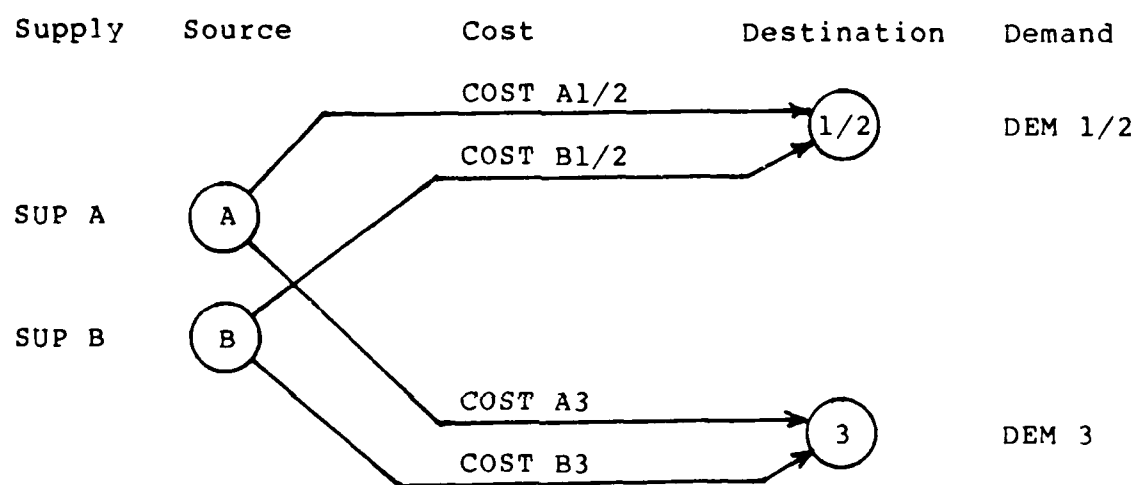 Supply Source Cost Destination Demand
COST A1/2
1/2 DEM 1/2
COST B1/2
SUP A A
SUP B B
COST A3
3 DEM 3
COST B3